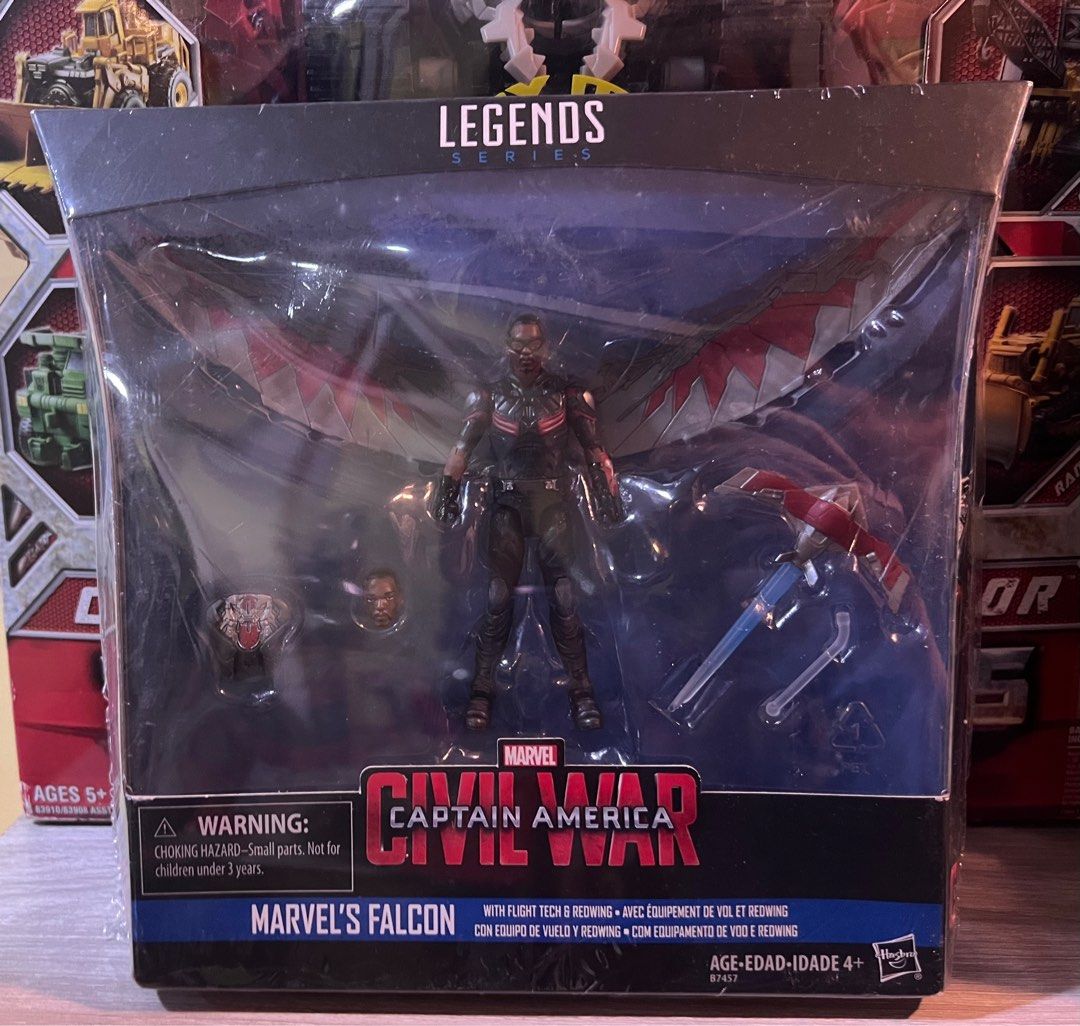 LEGENDS
SERIES
MARVEL
CIVIL WAR
CAPTAIN AMERICA
WARNING:
CHOKING HAZARD–Small parts. Not for
children under 3 years.
MARVEL'S FALCON
WITH FLIGHT TECH & REDWING • AVEC ÉQUIPEMENT DE VOL ET REDWING
CON EQUIPO DE VUELO Y REDWING • COM EQUIPAMENTO DE VOO E REDWING
AGE•EDAD•IDADE 4+
B7457
Hasbro
®
1
AGES 5+
OR